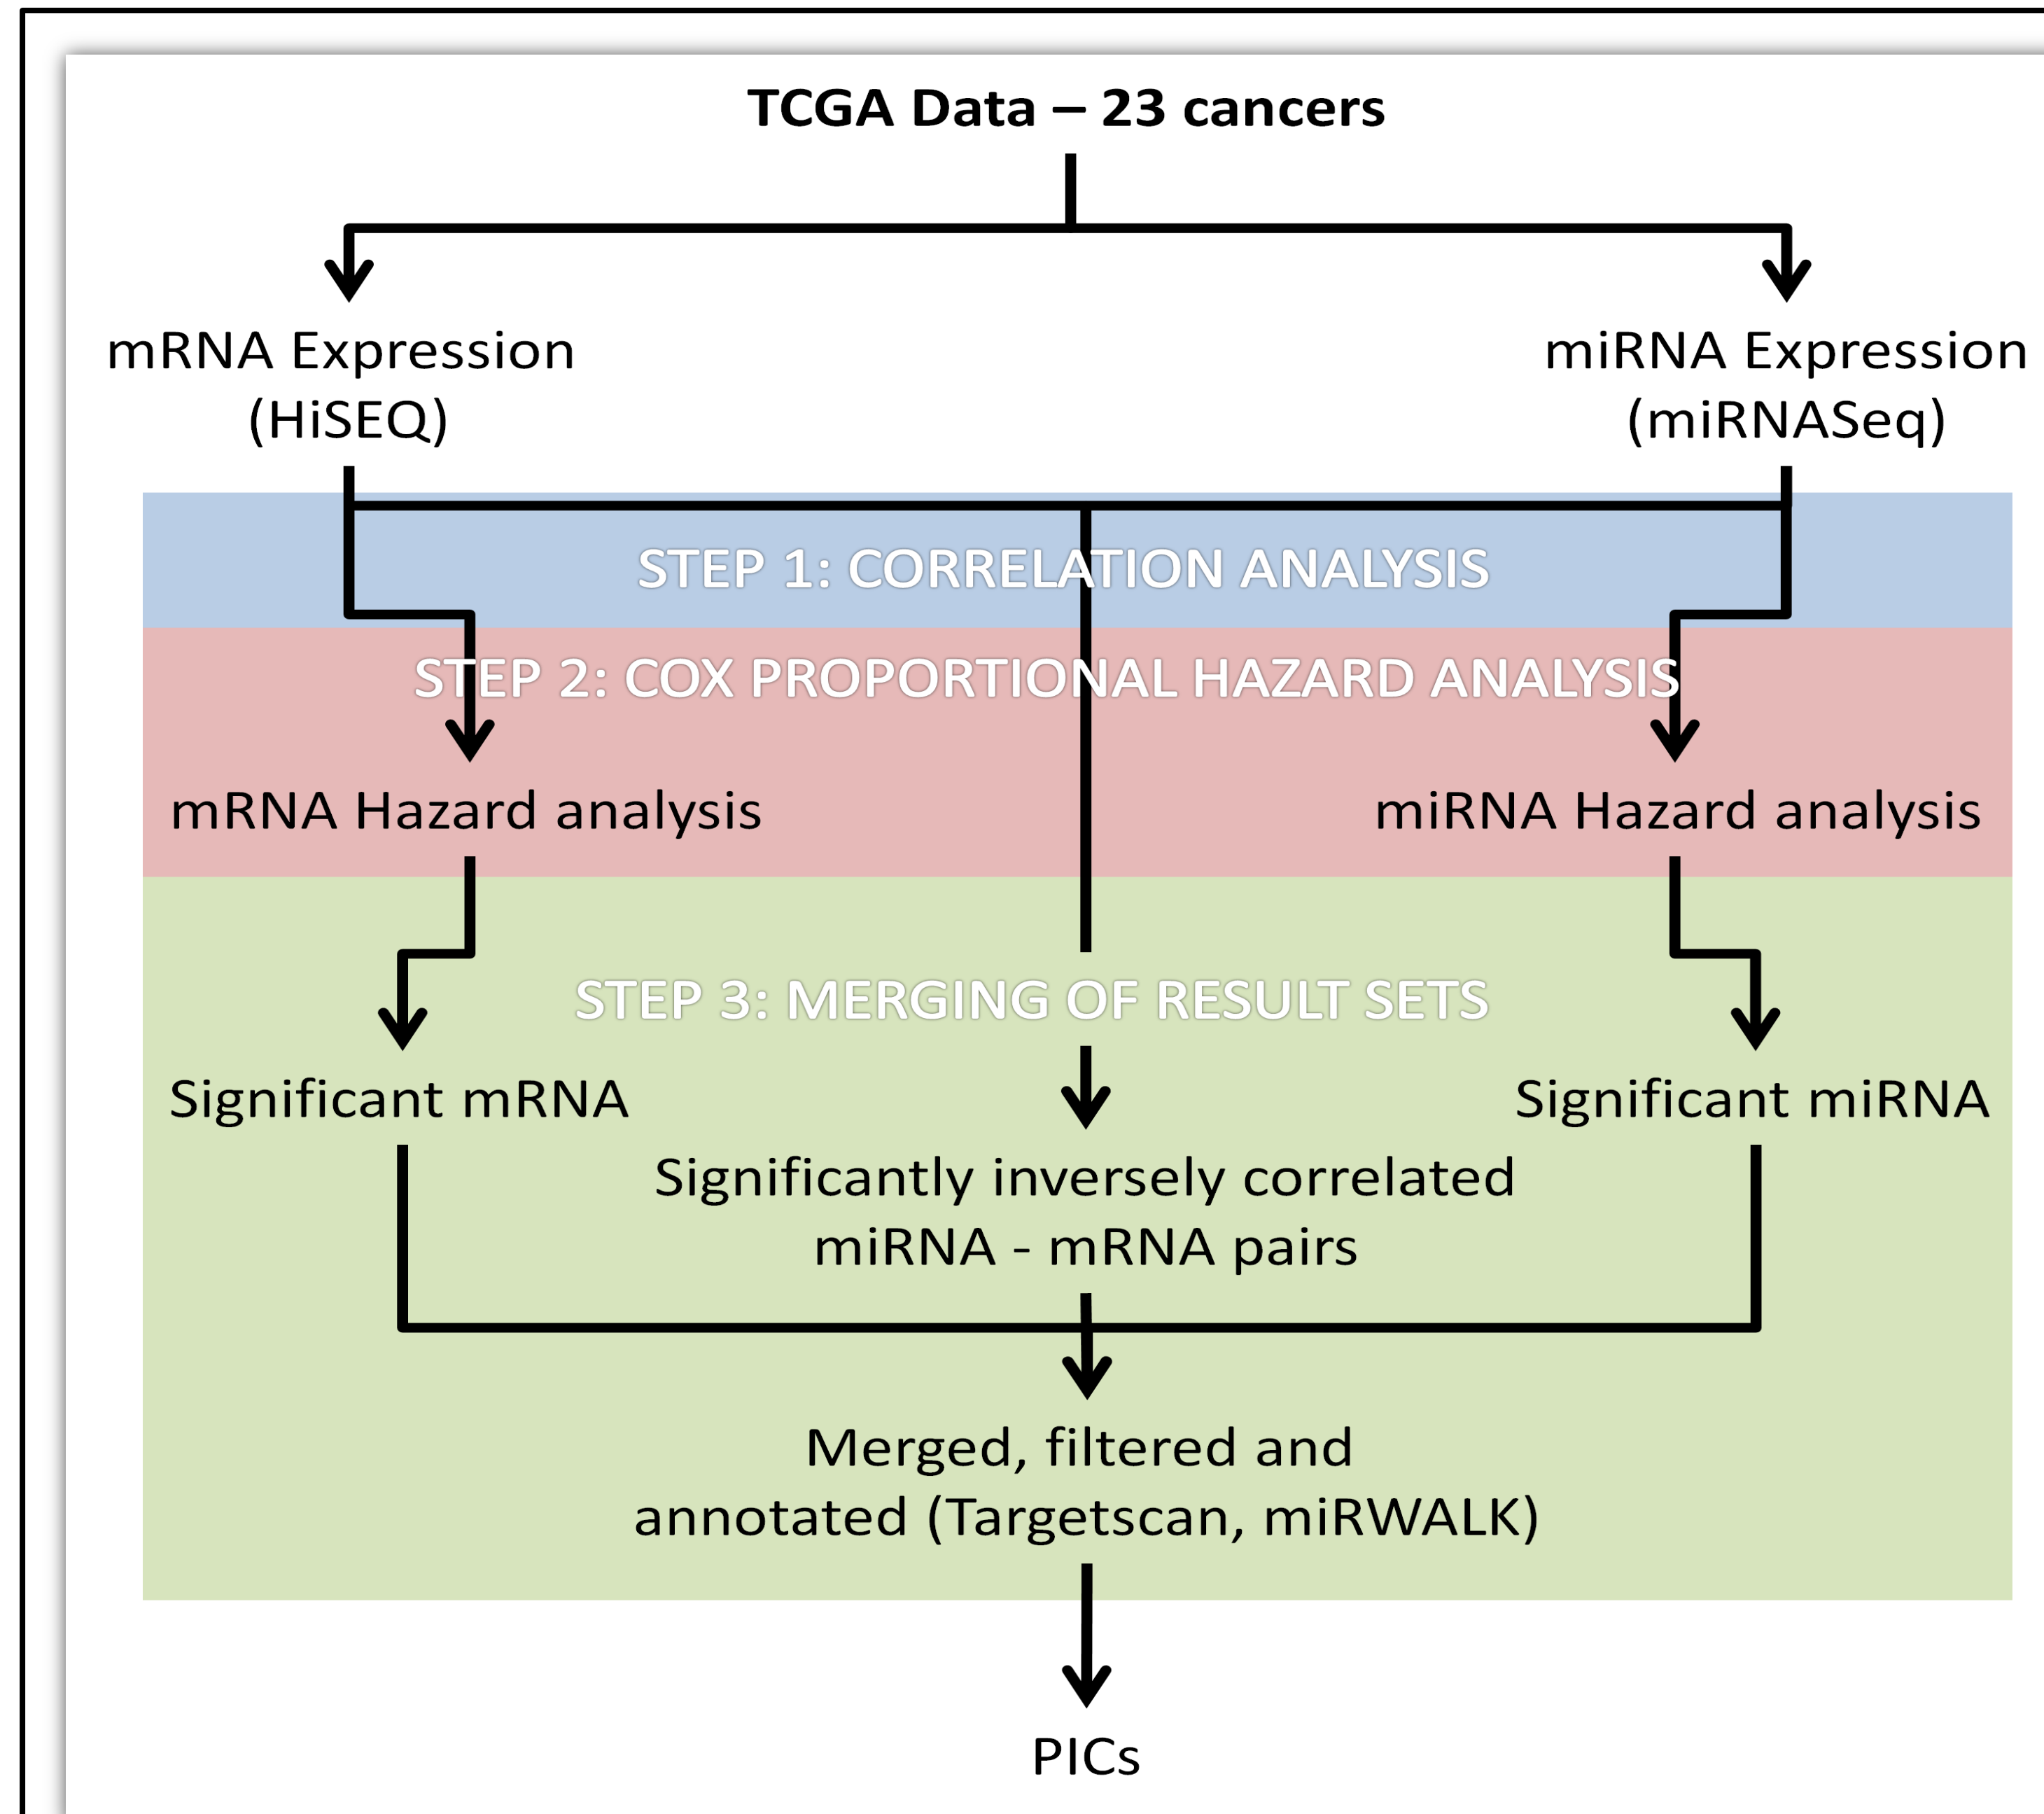 TCGA Data – 23 cancers
mRNA Expression
(HiSEQ)
miRNA Expression
(miRNASeq)
STEP 1: CORRELATION ANALYSIS
STEP 2: COX PROPORTIONAL HAZARD ANALYSIS
mRNA Hazard analysis
miRNA Hazard analysis
STEP 3: MERGING OF RESULT SETS
Significant mRNA
Significant miRNA
Significantly inversely correlated
miRNA - mRNA pairs
Merged, filtered and
annotated (Targetscan, miRWALK)
PICs